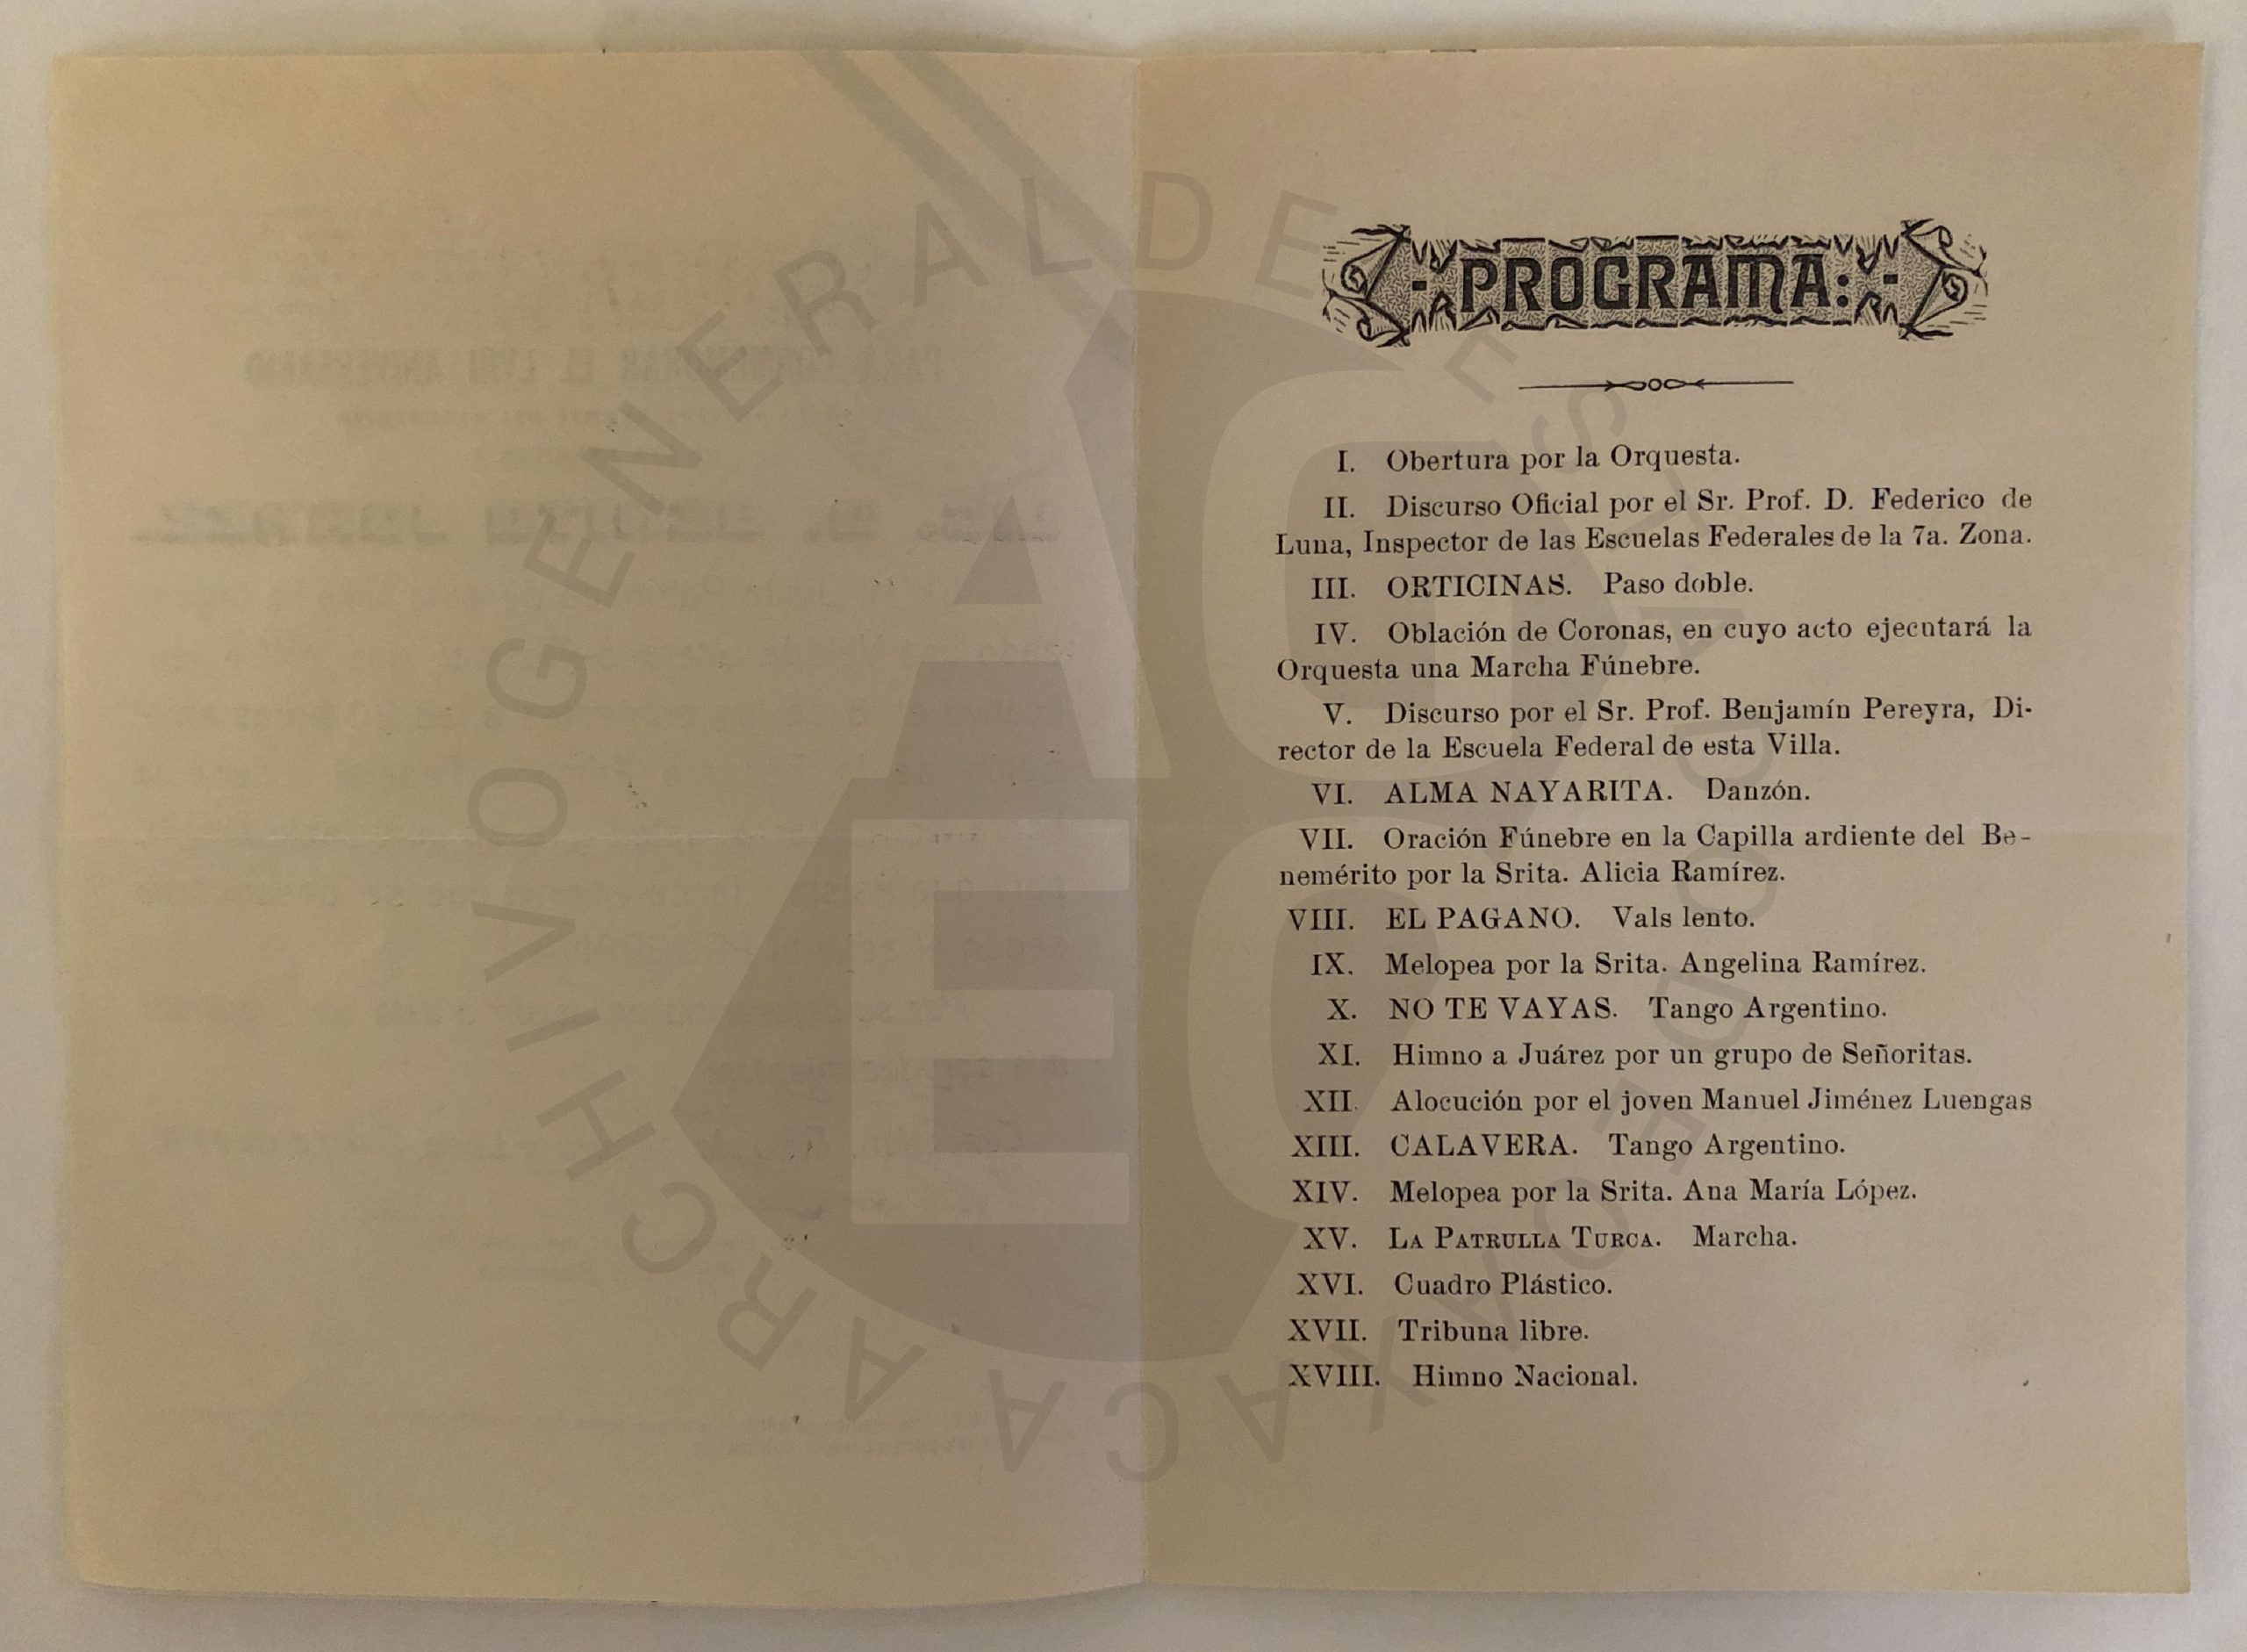 PROGRAMA:
I. Obertura por la Orquesta.
II. Discurso Oficial por el Sr. Prof. D. Federico de
Luna, Inspector de las Escuelas Federales de la 7a. Zona.
III. ORTICINAS. Paso doble.
IV. Oblación de Coronas, en cuyo acto ejecutará la
Orquesta una Marcha Fúnebre.
V. Discurso por el Sr. Prof. Benjamín Pereyra, Di-
rector de la Escuela Federal de esta Villa.
VI. ALMA NAYARITA. Danzón.
VII. Oración Fúnebre en la Capilla ardiente del Be-
nemérito por la Srita. Alicia Ramírez.
VIII. EL PAGANO. Vals lento.
IX. Melopea por la Srita. Angelina Ramírez.
X. NO TE VAYAS. Tango Argentino.
XI. Himno a Juárez por un grupo de Señoritas.
XII. Alocución por el joven Manuel Jiménez Luengas
XIII. CALAVERA. Tango Argentino.
XIV. Melopea por la Srita. Ana María López.
XV. LA PATRULLA TURCA. Marcha.
XVI. Cuadro Plástico.
XVII. Tribuna libre.
XVIII. Himno Nacional.
ARCHIVO GENERAL DEL ESTADO DE OAXACA
AGEO